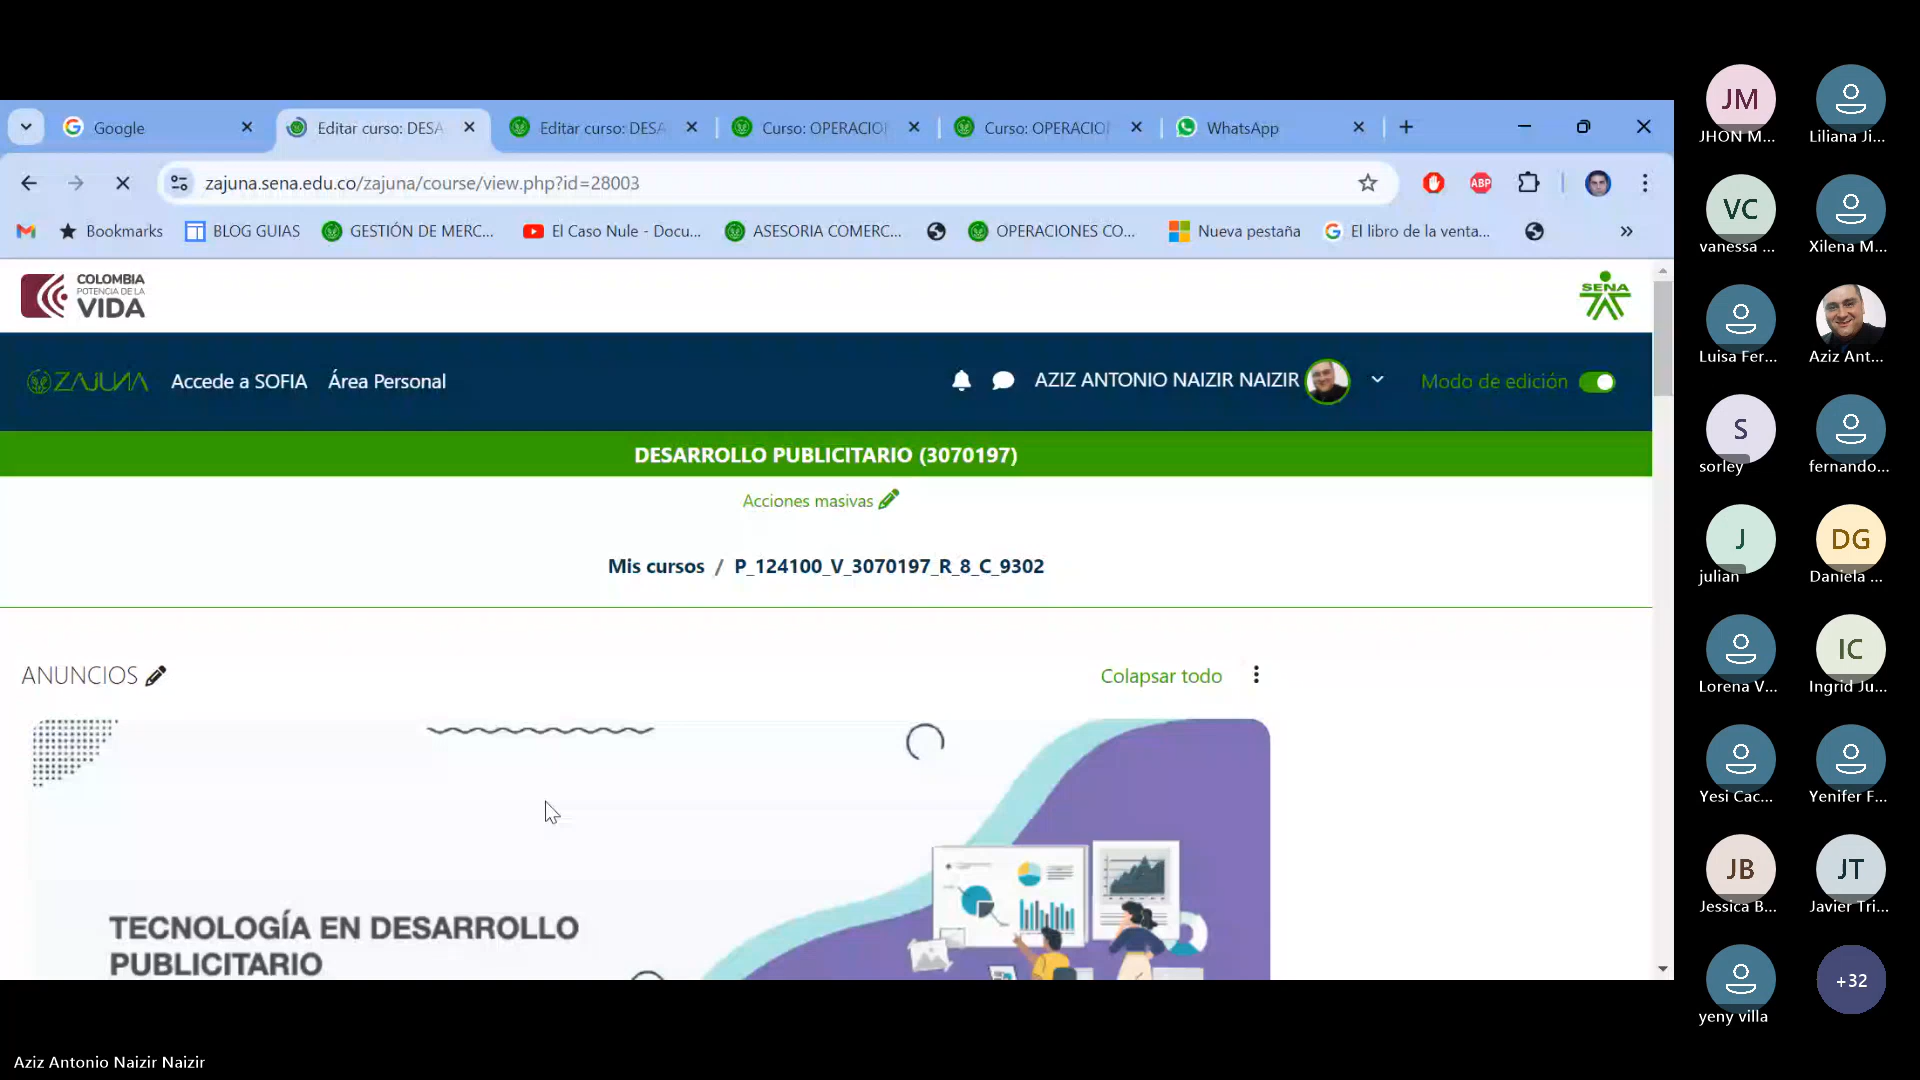 Google
Editar curso: DESA
Editar curso: DESA
Curso: OPERACIO
Curso: OPERACIO
WhatsApp
zajuna.sena.edu.co/zajuna/course/view.php?id=28003
ABP
Bookmarks
BLOG GUIAS
GESTIÓN DE MERC...
El Caso Nule - Docu...
ASESORIA COMERC...
OPERACIONES CO...
Nueva pestaña
El libro de la venta...
COLOMBIA
POTENCIA DE LA
VIDA
SENA
ZAJUNA
Accede a SOFIA
Área Personal
AZIZ ANTONIO NAIZIR NAIZIR
Modo de edición
DESARROLLO PUBLICITARIO (3070197)
Acciones masivas
Mis cursos / P_124100_V_3070197_R_8_C_9302
ANUNCIOS
Colapsar todo
TECNOLOGÍA EN DESARROLLO
PUBLICITARIO
JM
JHON M...
Liliana Ji...
VC
vanessa ...
Xilena M...
Luisa Fer...
Aziz Ant...
S
sorley
fernando...
J
julian
DG
Daniela ...
Lorena V...
IC
Ingrid Ju...
Yesi Cac...
Yenifer F...
JB
Jessica B...
JT
Javier Tri...
yeny villa
+32
Aziz Antonio Naizir Naizir